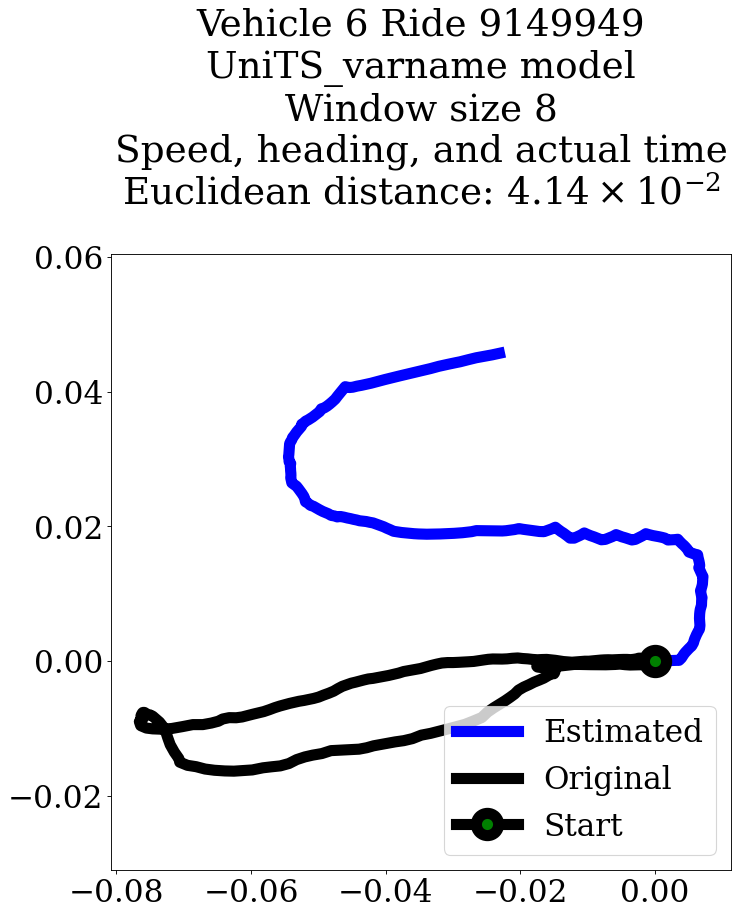 Vehicle 6 Ride 9149949
UniTS_varname model
Window size 8
Speed, heading, and actual time
Euclidean distance: 4.14 × 10⁻²
0.06
0.04
0.02
0.00
−0.02
Estimated
Original
Start
−0.08 −0.06 −0.04 −0.02 0.00